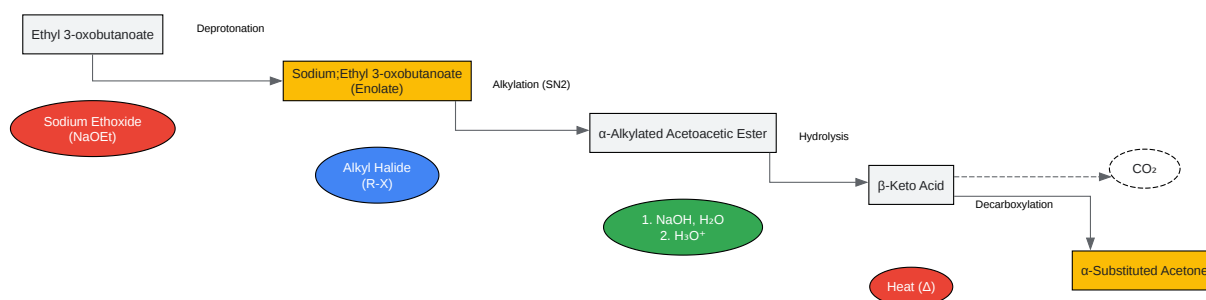 Ethyl 3-oxobutanoate
Deprotonation
Sodium Ethoxide
(NaOEt)
Sodium;Ethyl 3-oxobutanoate
(Enolate)
Alkylation (SN2)
Alkyl Halide
(R-X)
α-Alkylated Acetoacetic Ester
Hydrolysis
1. NaOH, H₂O
2. H₃O⁺
β-Keto Acid
CO₂
Decarboxylation
Heat (Δ)
α-Substituted Acetone